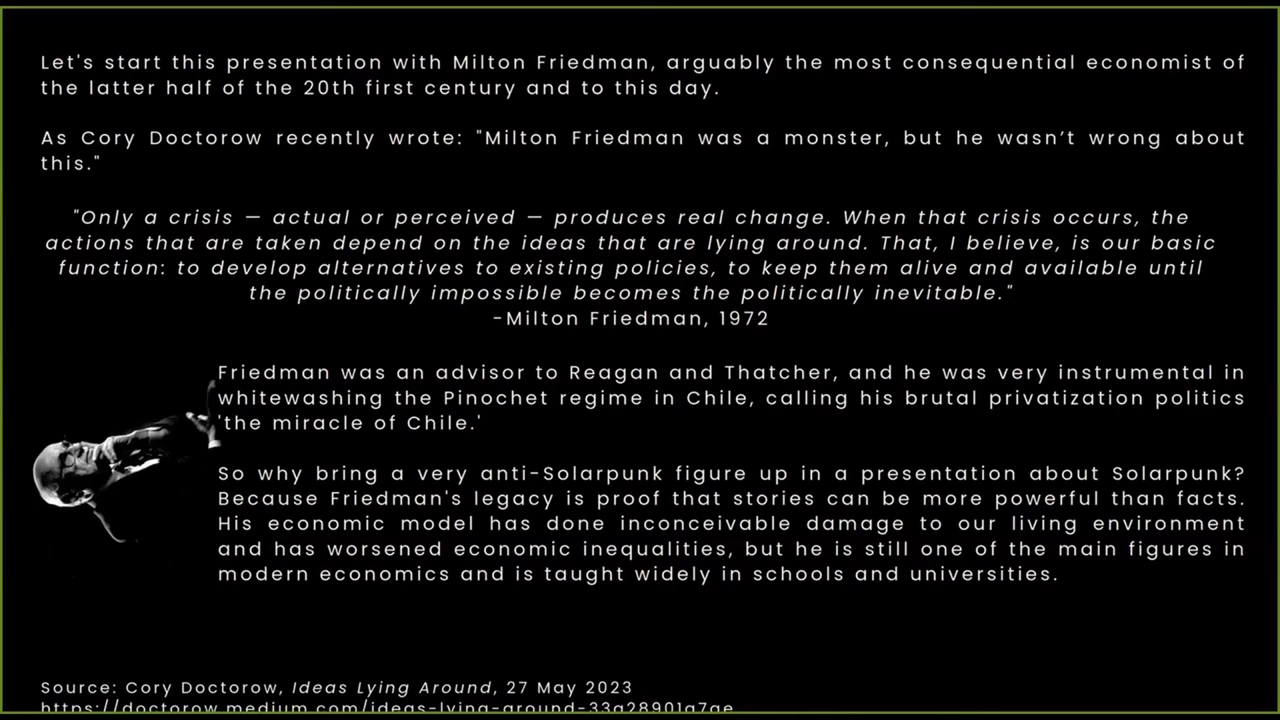 Let's start this presentation with Milton Friedman, arguably the most consequential economist of
the latter half of the 20th first century and to this day.
As Cory Doctorow recently wrote: "Milton Friedman was a monster, but he wasn’t wrong about
this."
"Only a crisis — actual or perceived — produces real change. When that crisis occurs, the
actions that are taken depend on the ideas that are lying around. That, I believe, is our basic
function: to develop alternatives to existing policies, to keep them alive and available until
the politically impossible becomes the politically inevitable."
-Milton Friedman, 1972
Friedman was an advisor to Reagan and Thatcher, and he was very instrumental in
whitewashing the Pinochet regime in Chile, calling his brutal privatization politics
'the miracle of Chile.'
So why bring a very anti-Solarpunk figure up in a presentation about Solarpunk?
Because Friedman's legacy is proof that stories can be more powerful than facts.
His economic model has done inconceivable damage to our living environment
and has worsened economic inequalities, but he is still one of the main figures in
modern economics and is taught widely in schools and universities.
Source: Cory Doctorow, Ideas Lying Around, 27 May 2023
https://doctorow.medium.com/ideas-lying-around-33a28901a7ae